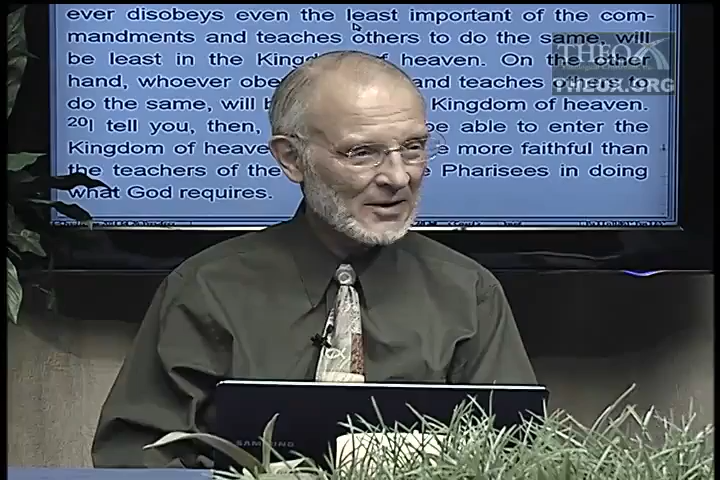 ever disobeys even the least important of the com-
mandments and teaches others to do the same, will
be least in the Kingd of heaven. On the other
hand, whoever obe and teaches others to
do the same, will b Kingdom of heaven.
20I tell you, then, be able to enter the
Kingdom of heave more faithful than
the teachers of the e Pharisees in doing
what God requires.
THEO
THEOX.ORG
SAMSUNG